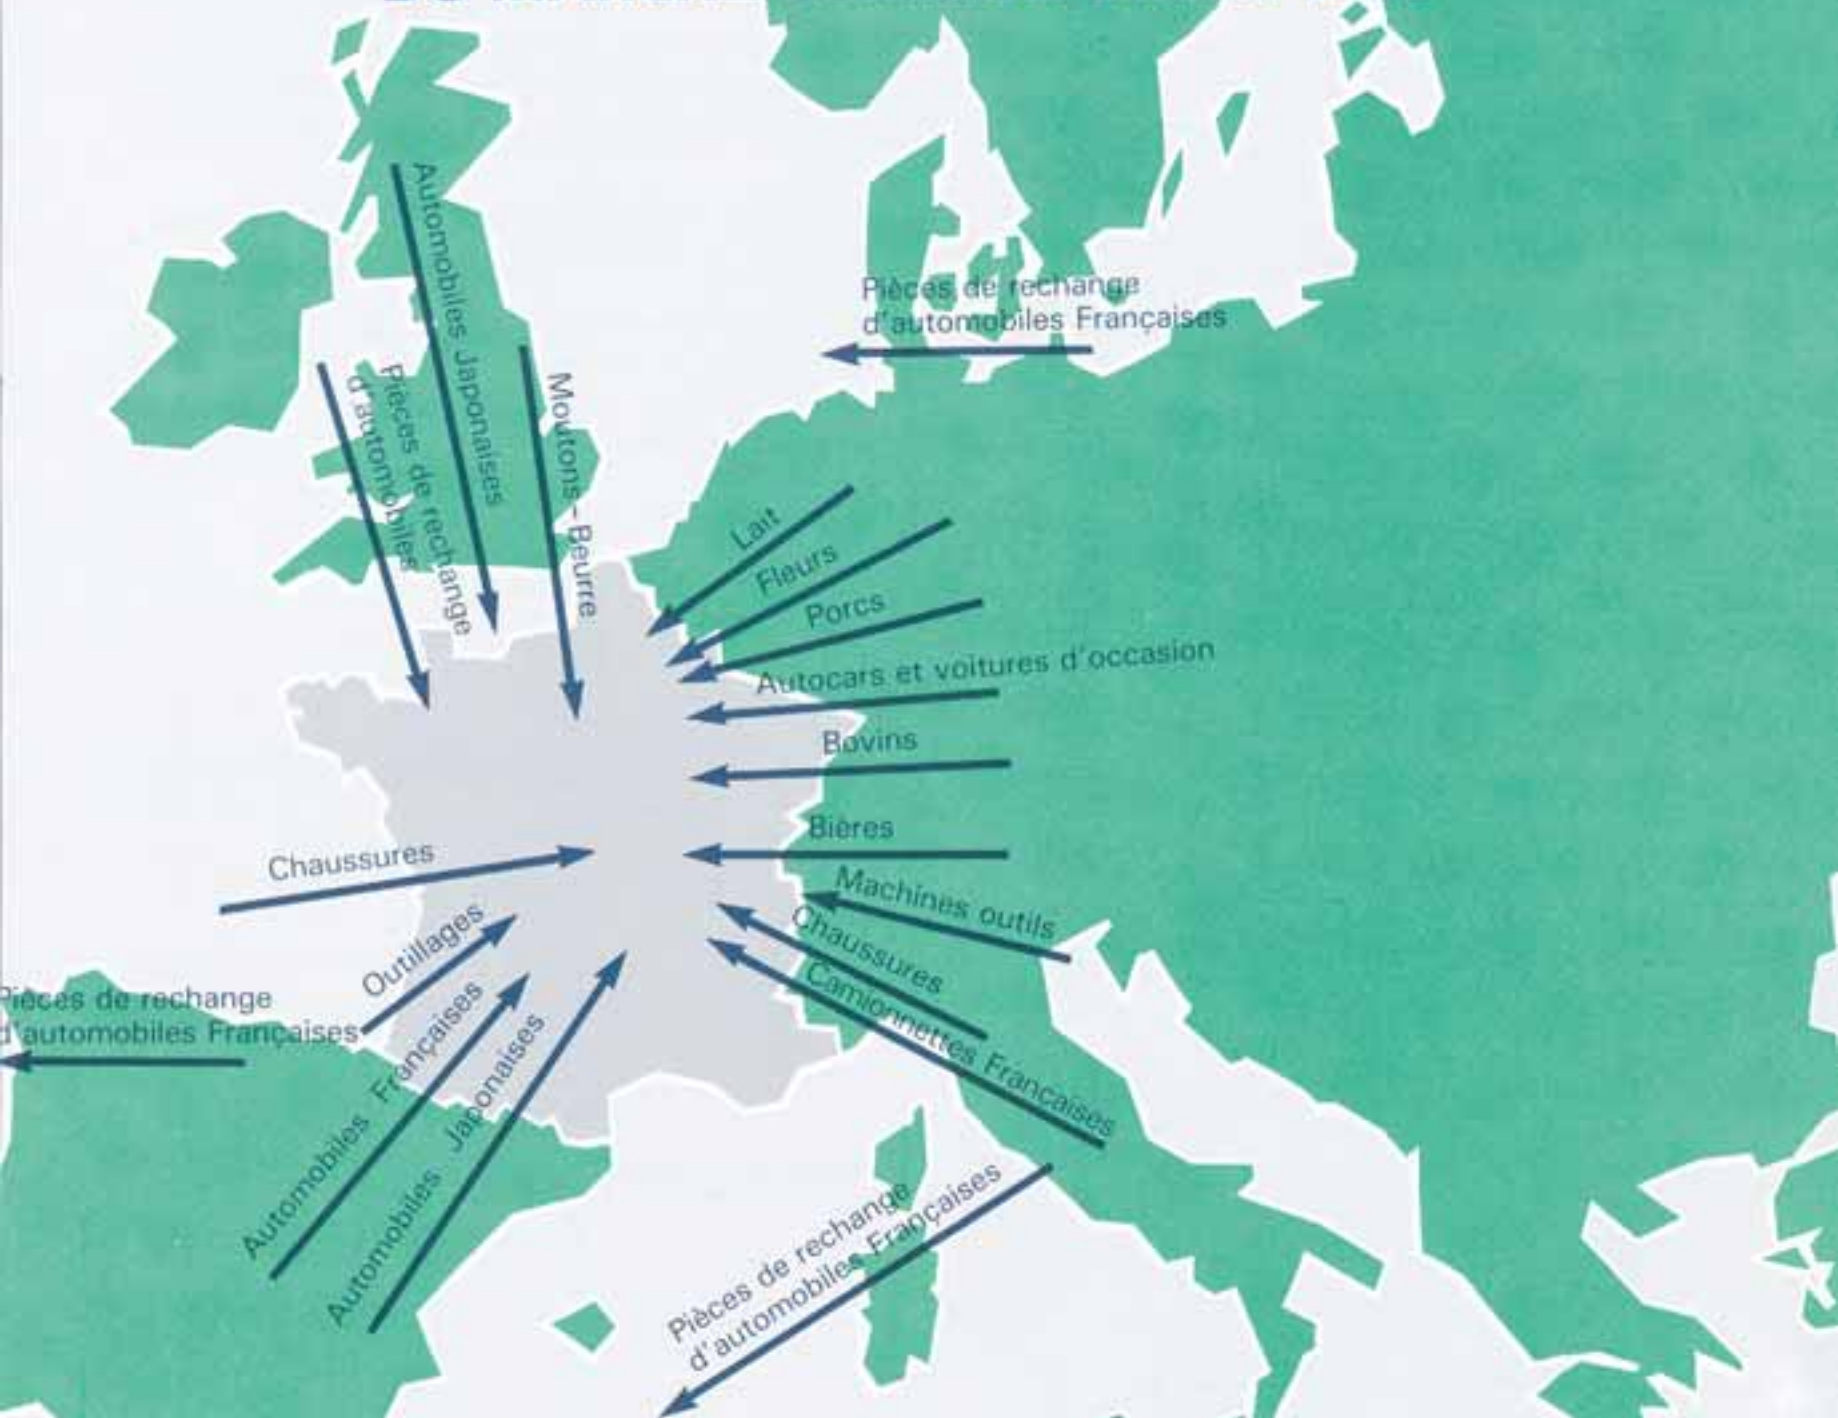 Automobiles Japonaises
Pièces de rechange
d'automobiles Françaises
Pièces de rechange
d'automobiles
Moutons - Beurre
Lait
Fleurs
Porcs
Autocars et voitures d'occasion
Bovins
Bières
Chaussures
Machines outils
Chaussures
Outillages
Camionnettes Françaises
Pièces de rechange
d'automobiles Françaises
Automobiles Françaises
Automobiles Japonaises
Pièces de rechange
d'automobiles Françaises